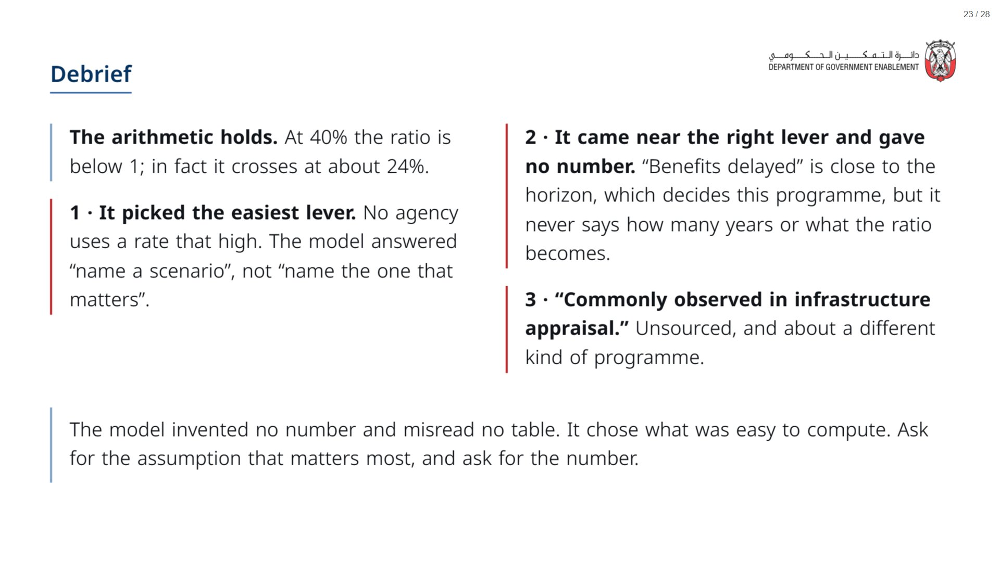 23 / 28
دائرة التمكين الحكومي
DEPARTMENT OF GOVERNMENT ENABLEMENT
Debrief
The arithmetic holds. At 40% the ratio is
below 1; in fact it crosses at about 24%.
1 · It picked the easiest lever. No agency
uses a rate that high. The model answered
“name a scenario”, not “name the one that
matters”.
2 · It came near the right lever and gave
no number. “Benefits delayed” is close to the
horizon, which decides this programme, but it
never says how many years or what the ratio
becomes.
3 · “Commonly observed in infrastructure
appraisal.” Unsourced, and about a different
kind of programme.
The model invented no number and misread no table. It chose what was easy to compute. Ask
for the assumption that matters most, and ask for the number.